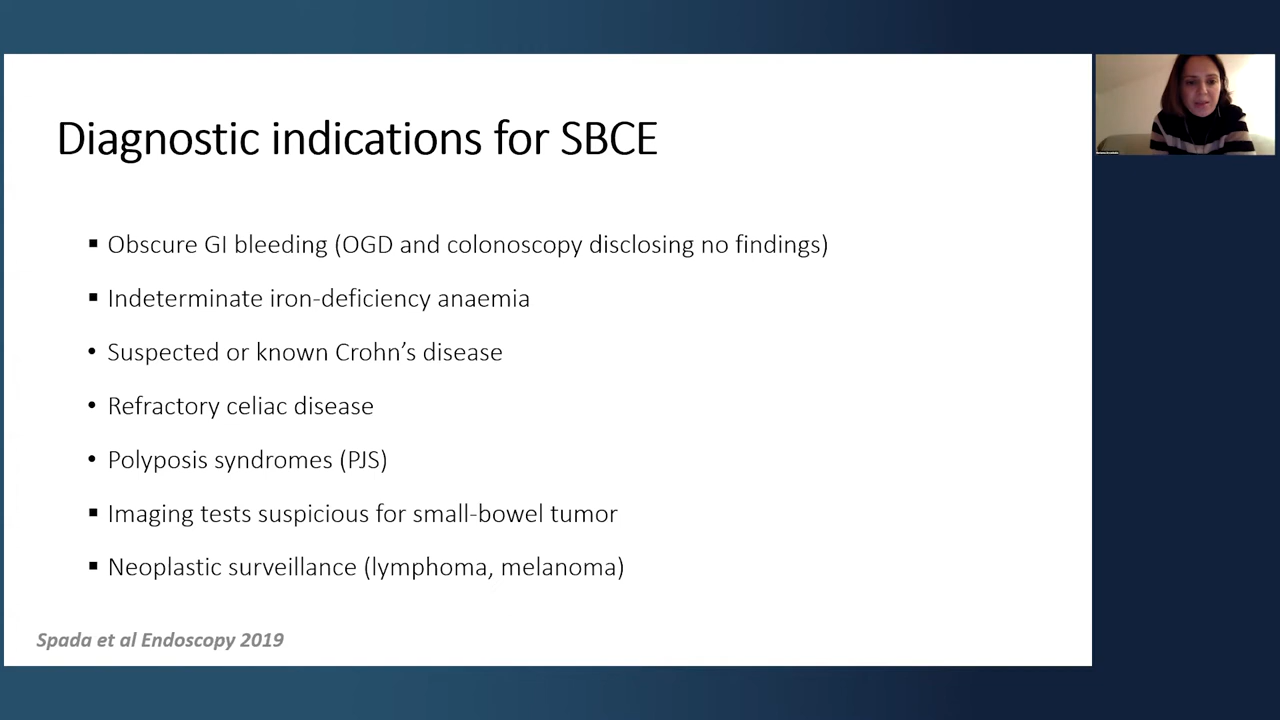 Diagnostic indications for SBCE
▪ Obscure GI bleeding (OGD and colonoscopy disclosing no findings)
▪ Indeterminate iron-deficiency anaemia
• Suspected or known Crohn’s disease
• Refractory celiac disease
• Polyposis syndromes (PJS)
▪ Imaging tests suspicious for small-bowel tumor
▪ Neoplastic surveillance (lymphoma, melanoma)
Spada et al Endoscopy 2019